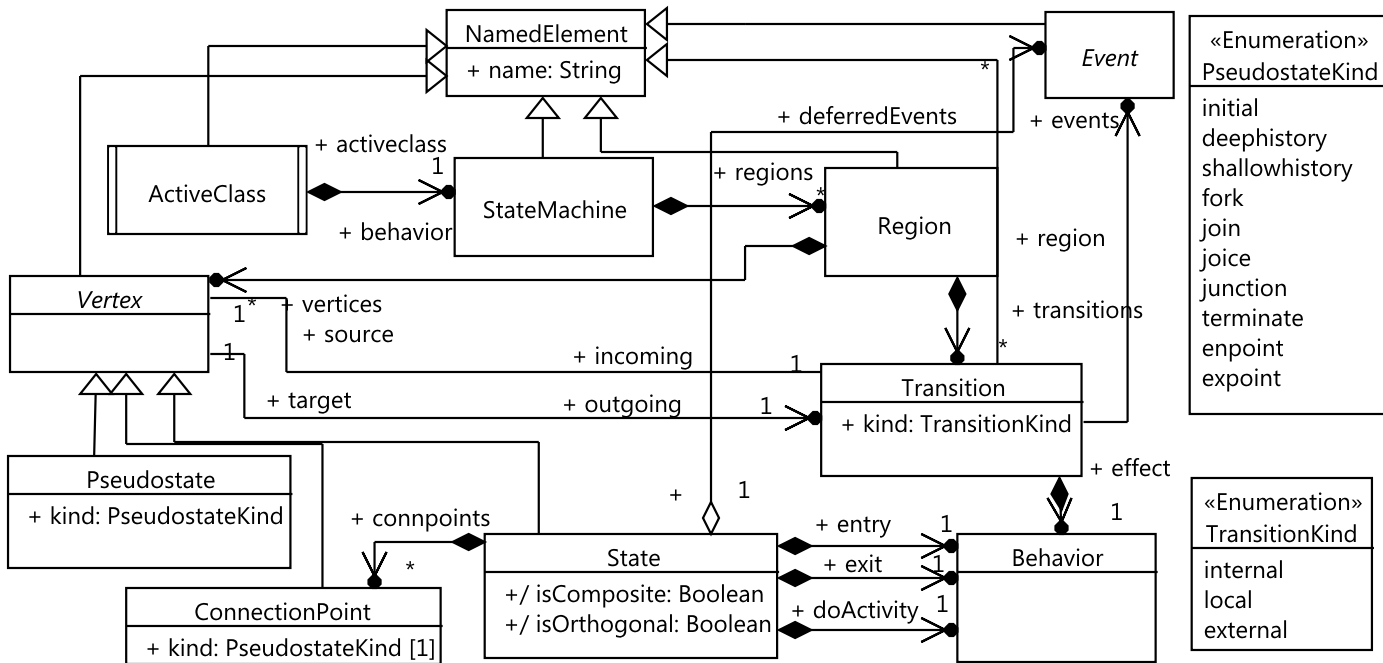 NamedElement
+ name: String
Event
«Enumeration»
PseudostateKind
initial
deephistory
shallowhistory
fork
join
joice
junction
terminate
enpoint
expoint
*
+ deferredEvents
+ events
+ activeclass
1
ActiveClass
+ behavior
StateMachine
+ regions
*
Region
+ region
Vertex
1
*
+ vertices
+ source
+ transitions
*
1
+ incoming
1
+ target
+ outgoing
1
Transition
+ kind: TransitionKind
Pseudostate
+ kind: PseudostateKind
+ effect
1
+
1
«Enumeration»
TransitionKind
internal
local
external
+ connpoints
*
State
+/ isComposite: Boolean
+/ isOrthogonal: Boolean
+ entry
1
+ exit
1
+ doActivity
1
Behavior
ConnectionPoint
+ kind: PseudostateKind [1]